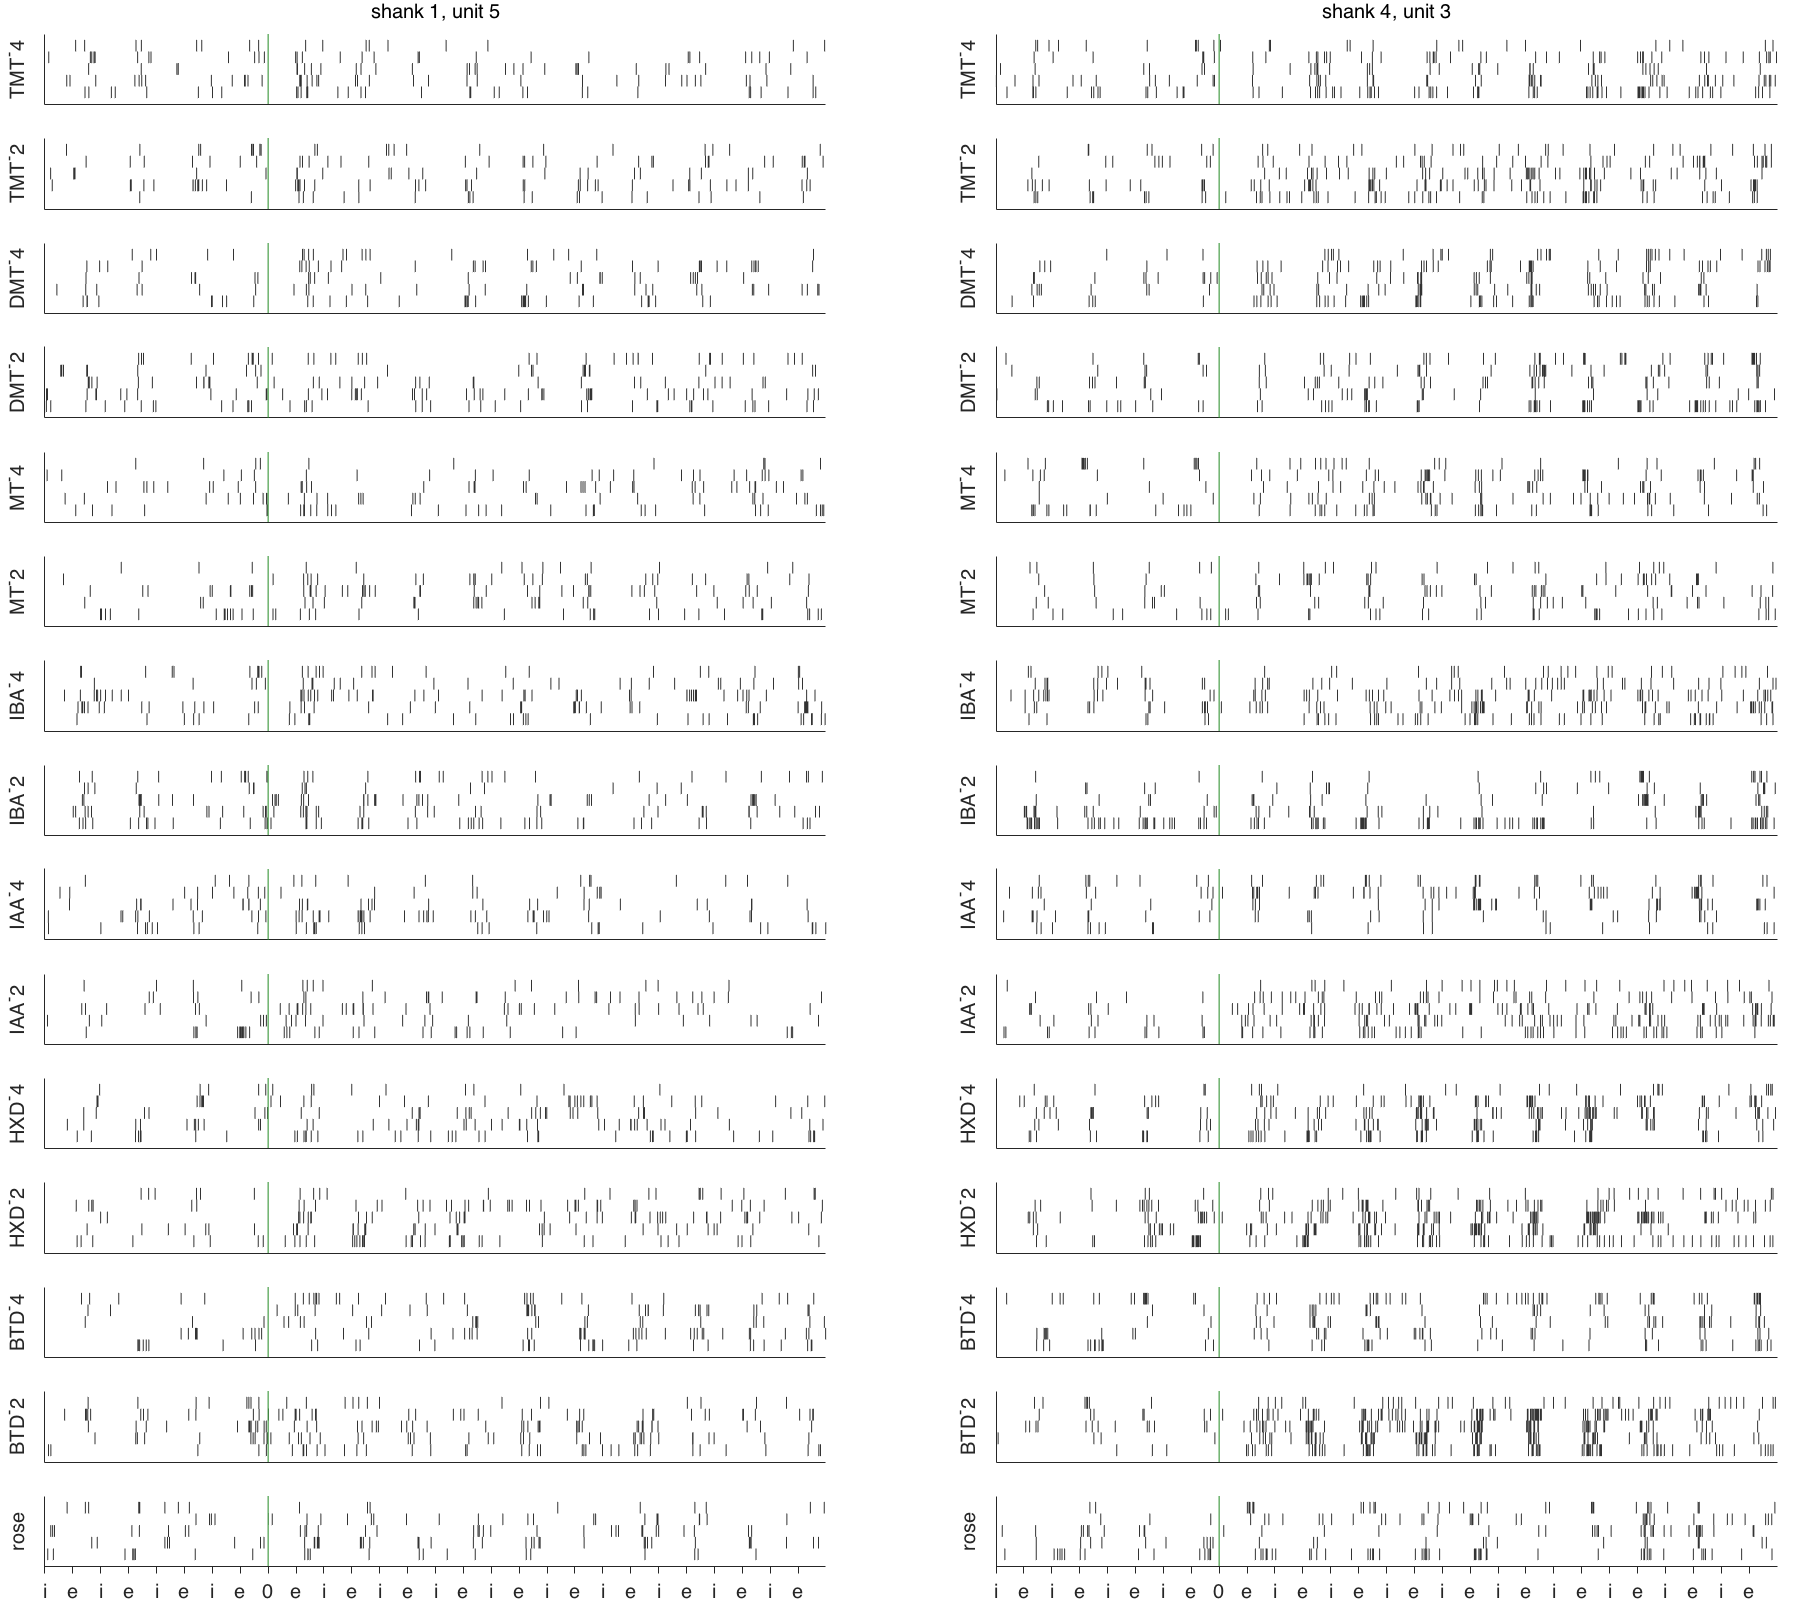 shank 1, unit 5
shank 4, unit 3
TMT-4
TMT-4
TMT-2
TMT-2
DMT-4
DMT-4
DMT-2
DMT-2
MT-4
MT-4
MT-2
MT-2
IBA-4
IBA-4
IBA-2
IBA-2
IAA-4
IAA-4
IAA-2
IAA-2
HXD-4
HXD-4
HXD-2
HXD-2
BTD-4
BTD-4
BTD-2
BTD-2
rose
rose
i e i e i e i e 0 e i e i e i e i e i e i e i e i e i e
i e i e i e i e 0 e i e i e i e i e i e i e i e i e i e